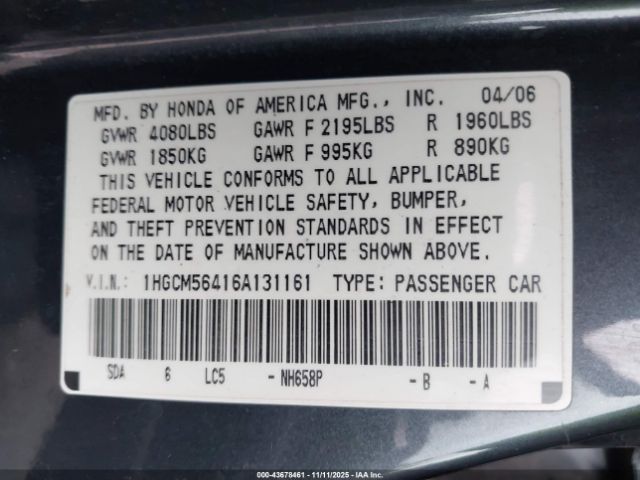 MFD. BY HONDA OF AMERICA MFG., INC. 04/06
GVWR 4080LBS GAWR F 2195LBS R 1960LBS
GVWR 1850KG GAWR F 995KG R 890KG
THIS VEHICLE CONFORMS TO ALL APPLICABLE
FEDERAL MOTOR VEHICLE SAFETY, BUMPER,
AND THEFT PREVENTION STANDARDS IN EFFECT
ON THE DATE OF MANUFACTURE SHOWN ABOVE.
V.I.N.: 1HGCM56416A131161 TYPE: PASSENGER CAR
SDA 6 LC5 - NH658P - B - A
000-43678461 - 11/11/2025 - IAA Inc.